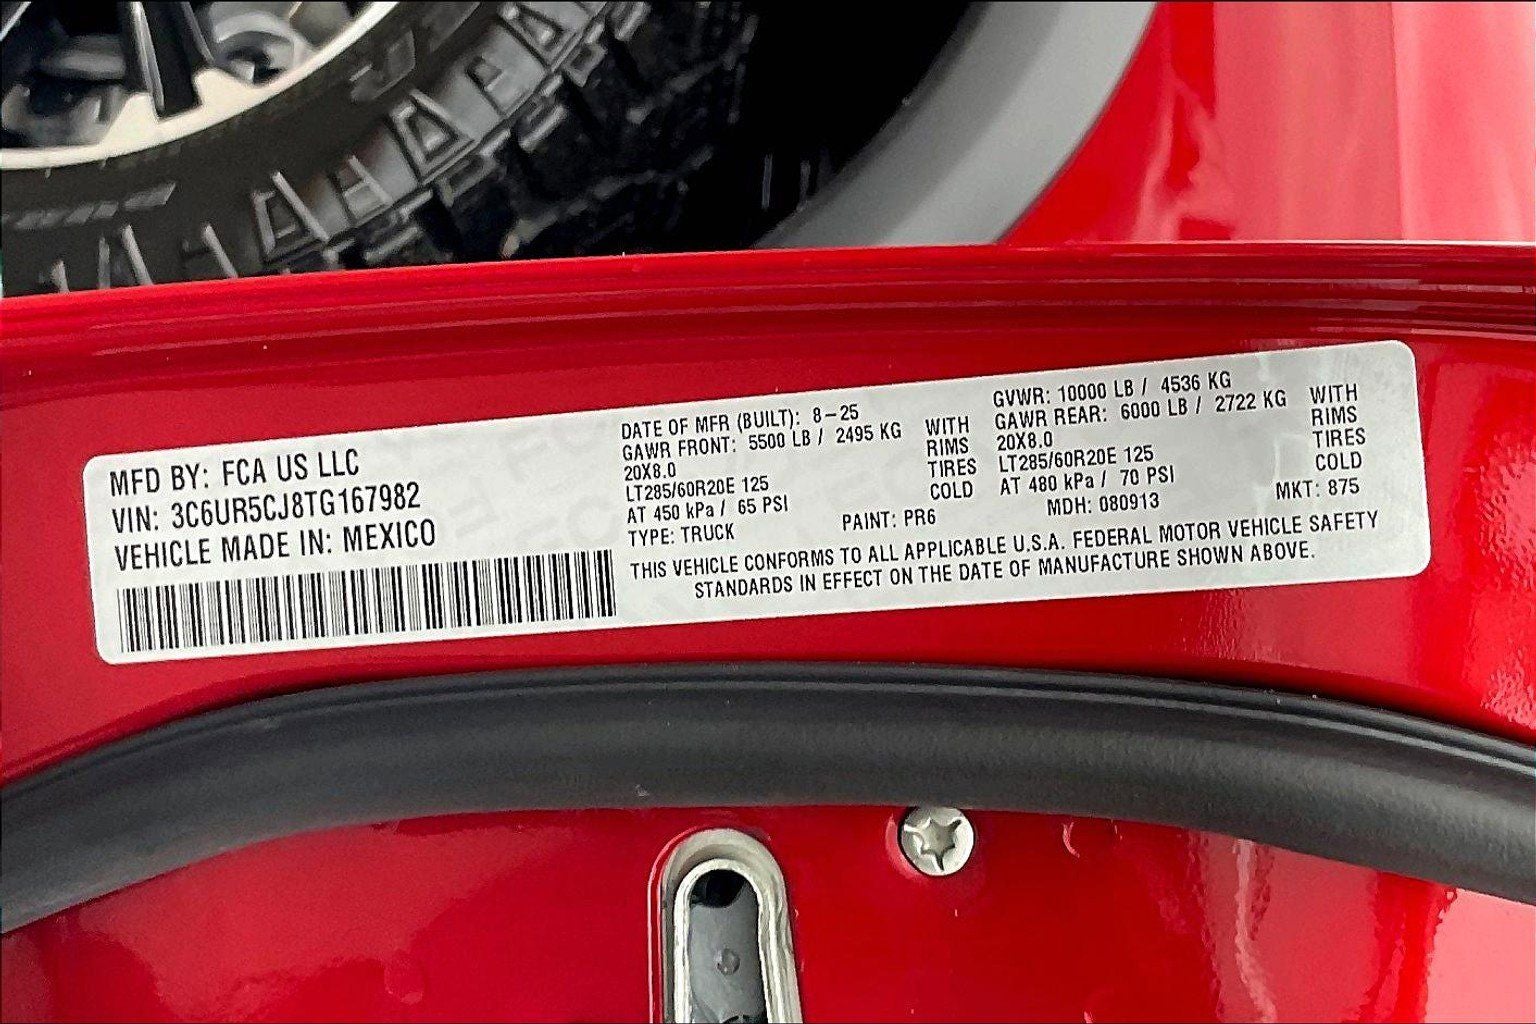 MFD BY: FCA US LLC
VIN: 3C6UR5CJ8TG167982
VEHICLE MADE IN: MEXICO
DATE OF MFR (BUILT): 8-25
GAWR FRONT: 5500 LB / 2495 KG
20X8.0
LT285/60R20E 125
AT 450 kPa / 65 PSI
TYPE: TRUCK
WITH
RIMS
TIRES
COLD
PAINT: PR6
GVWR: 10000 LB / 4536 KG
GAWR REAR: 6000 LB / 2722 KG
20X8.0
LT285/60R20E 125
AT 480 kPa / 70 PSI
MDH: 080913
WITH
RIMS
TIRES
COLD
MKT: 875
THIS VEHICLE CONFORMS TO ALL APPLICABLE U.S.A. FEDERAL MOTOR VEHICLE SAFETY
STANDARDS IN EFFECT ON THE DATE OF MANUFACTURE SHOWN ABOVE.